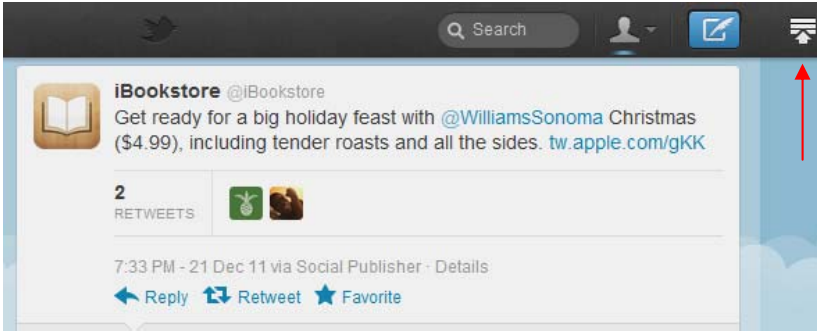 Search
iBookstore @iBookstore
Get ready for a big holiday feast with @WilliamsSonoma Christmas
($4.99), including tender roasts and all the sides. tw.apple.com/gKK
2
RETWEETS
7:33 PM - 21 Dec 11 via Social Publisher · Details
Reply Retweet Favorite